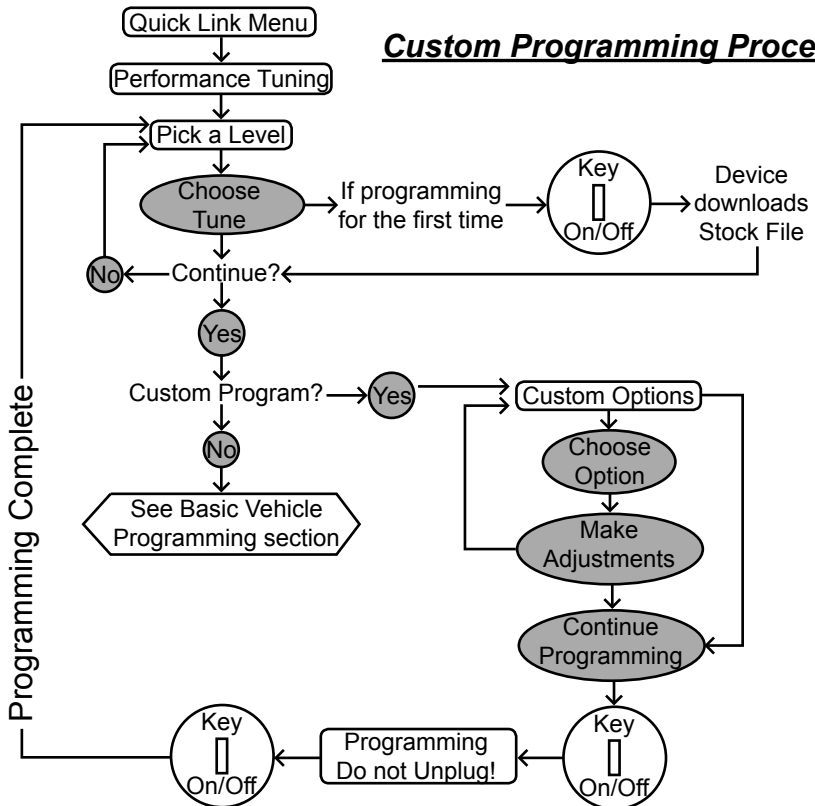 Quick Link Menu
Custom Programming Proce
Performance Tuning
Pick a Level
Choose
Tune
If programming
for the first time
Key
On/Off
Device
downloads
Stock File
No
Continue?
Yes
Custom Program?
Yes
Custom Options
No
Choose
Option
See Basic Vehicle
Programming section
Make
Adjustments
Continue
Programming
Programming Complete
Key
On/Off
Programming
Do not Unplug!
Key
On/Off